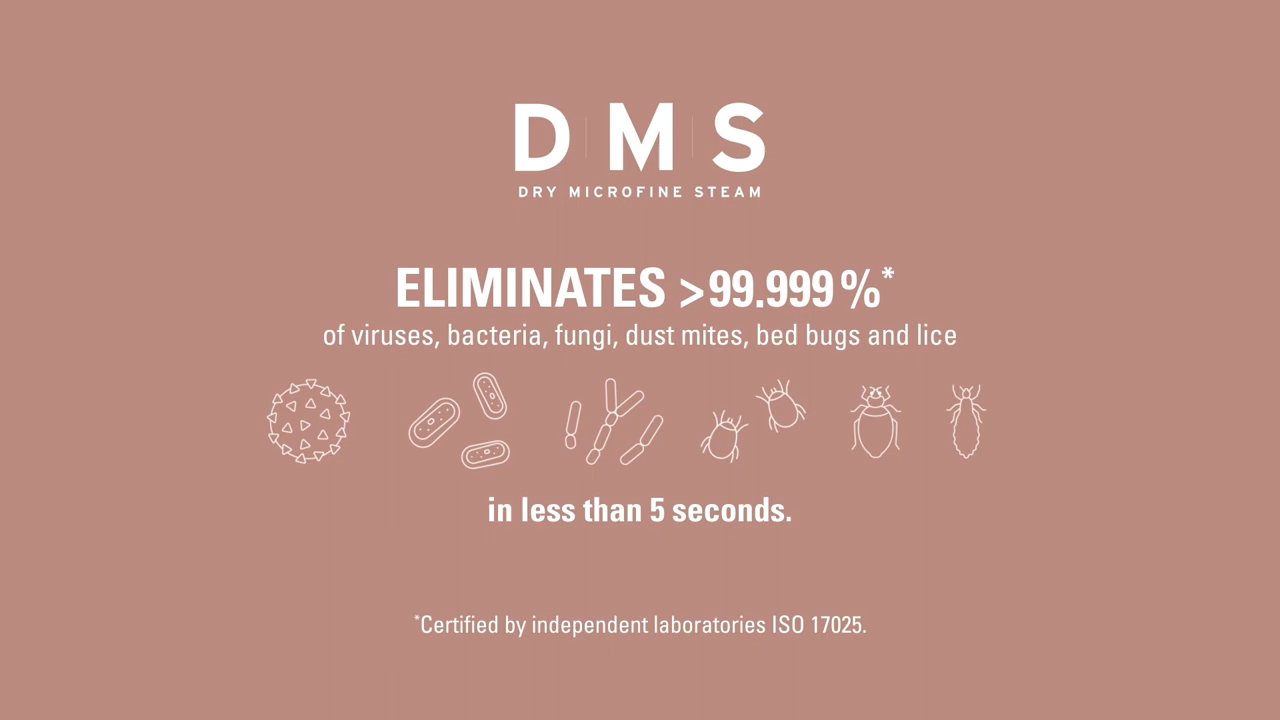 D M S
DRY MICROFINE STEAM
ELIMINATES >99.999 %*
of viruses, bacteria, fungi, dust mites, bed bugs and lice
in less than 5 seconds.
*Certified by independent laboratories ISO 17025.